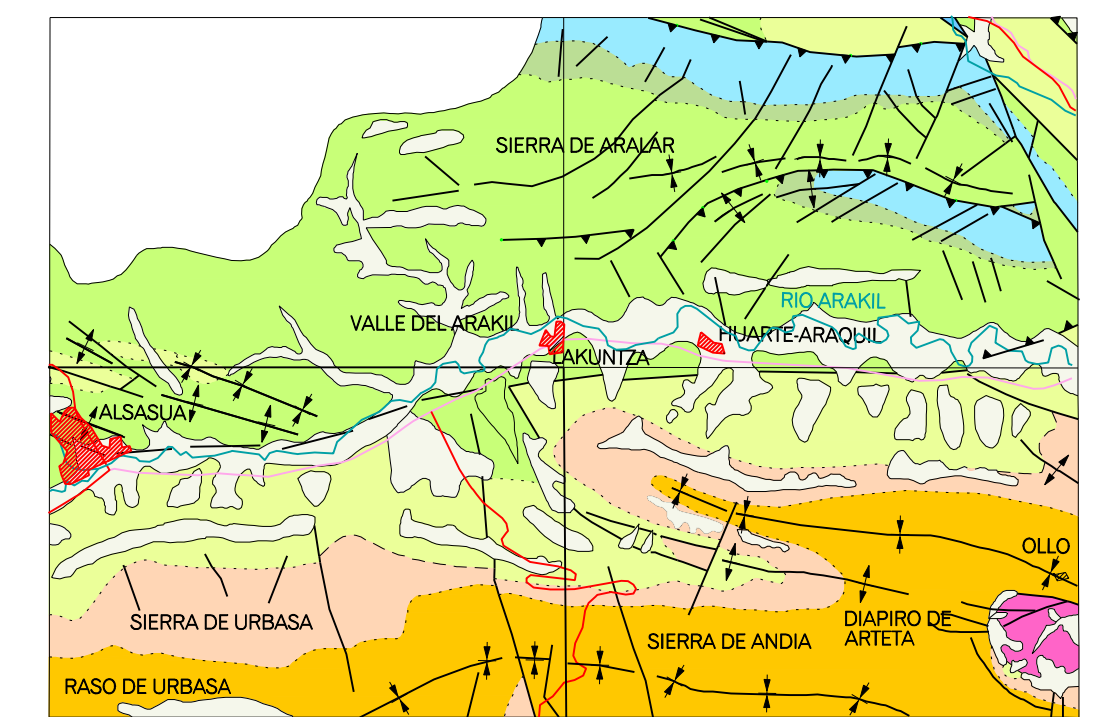 SIERRA DE ARALAR
RIO ARAKIL
VALLE DEL ARAKIL
HUARTE-ARAQUIL
LAKUNTZA
ALSASUA
OLLO
SIERRA DE URBASA
DIAPIRO DE
ARTETA
SIERRA DE ANDIA
RASO DE URBASA